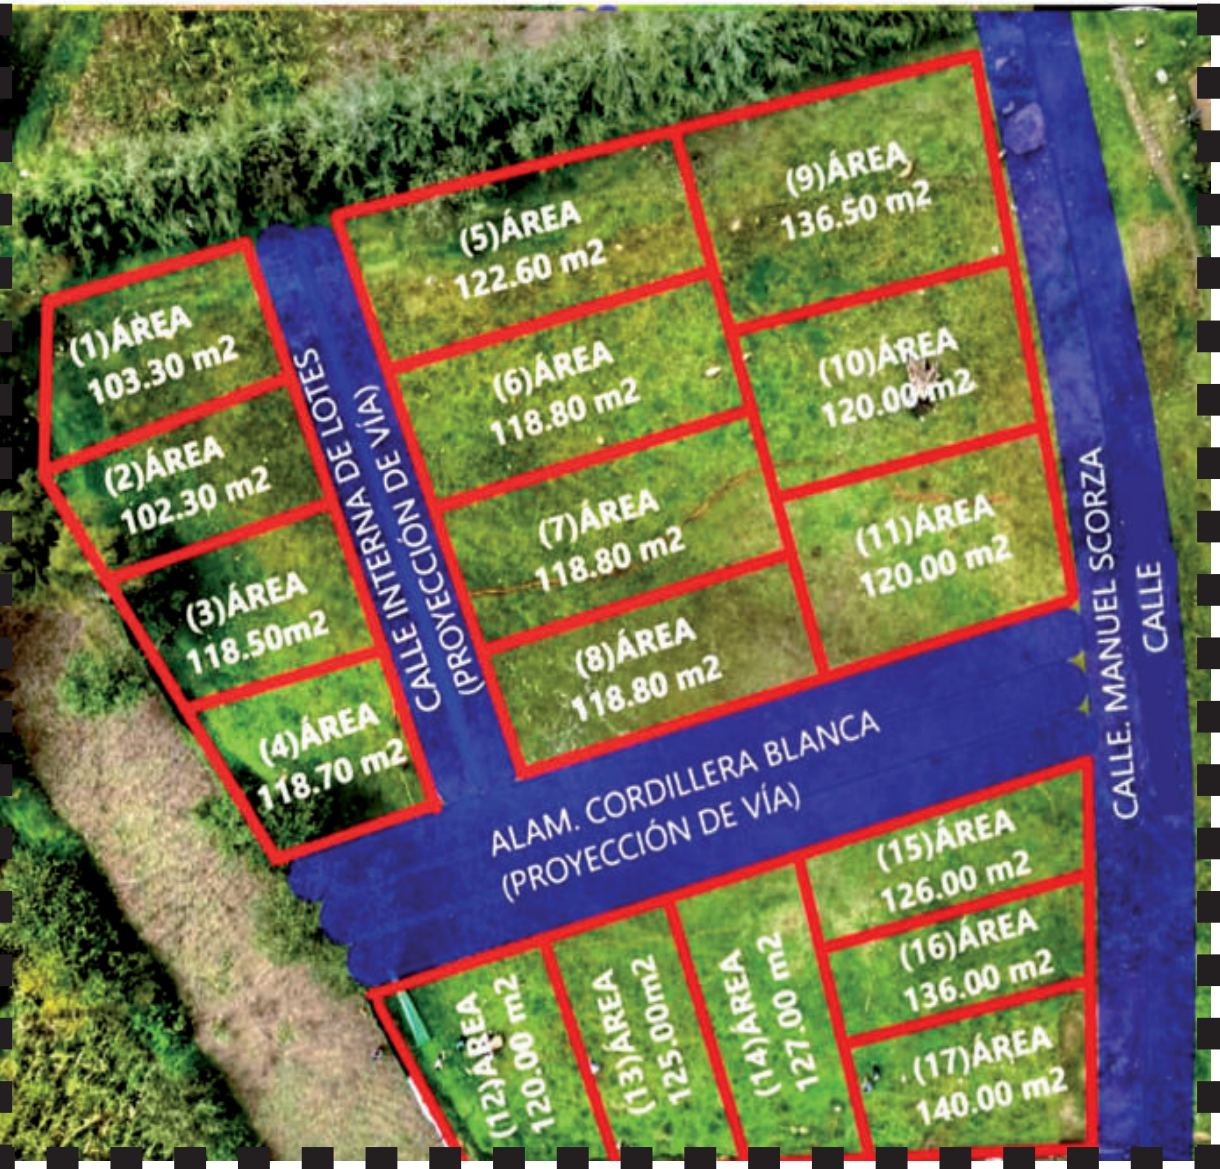 (1)ÁREA
103.30 m2
(2)ÁREA
102.30 m2
(3)ÁREA
118.50m2
(4)ÁREA
118.70 m2
CALLE INTERNA DE LOTES
(PROYECCIÓN DE VÍA)
(5)ÁREA
122.60 m2
(6)ÁREA
118.80 m2
(7)ÁREA
118.80 m2
(8)ÁREA
118.80 m2
(9)ÁREA
136.50 m2
(10)ÁREA
120.00 m2
(11)ÁREA
120.00 m2
CALLE. MANUEL SCORZA
CALLE
ALAM. CORDILLERA BLANCA
(PROYECCIÓN DE VÍA)
(12)ÁREA
120.00 m2
(13)ÁREA
125.00m2
(14)ÁREA
127.00 m2
(15)ÁREA
126.00 m2
(16)ÁREA
136.00 m2
(17)ÁREA
140.00 m2